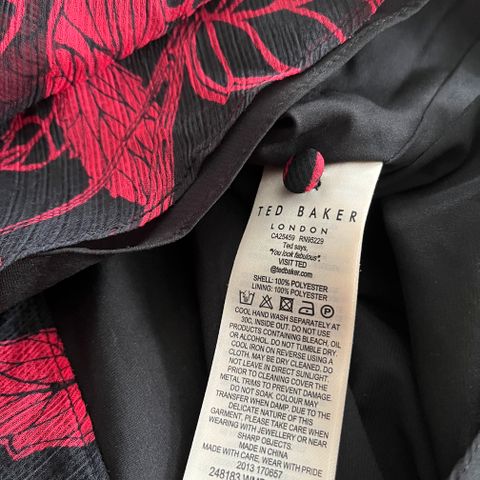 TED BAKER
LONDON
CA25459 RN95229
Ted says,
"You look fabulous".
VISIT TED
@tedbaker.com
SHELL: 100% POLYESTER
LINING: 100% POLYESTER
COOL HAND WASH SEPARATELY AT
30C, INSIDE OUT. DO NOT USE
PRODUCTS CONTAINING BLEACH, OIL
OR ALCOHOL. DO NOT TUMBLE DRY.
COOL IRON ON REVERSE USING A
CLOTH. MAY BE DRY CLEANED. DO
NOT LEAVE IN DIRECT SUNLIGHT.
PRIOR TO CLEANING COVER THE
METAL TRIMS TO PREVENT DAMAGE.
DO NOT SOAK. COLOUR MAY
TRANSFER WHEN DAMP. DUE TO THE
DELICATE NATURE OF THIS
GARMENT, PLEASE TAKE CARE WHEN
WEARING WITH JEWELLERY OR NEAR
SHARP OBJECTS.
MADE IN CHINA
MADE WITH CARE, WEAR WITH PRIDE
2013 170657
248183